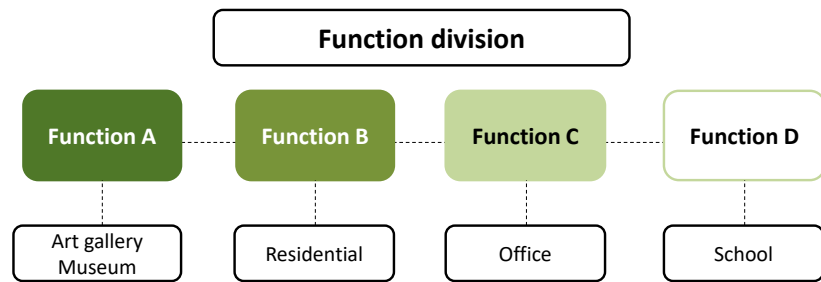 Function division
Function A
Function B
Function C
Function D
Art gallery
Museum
Residential
Office
School